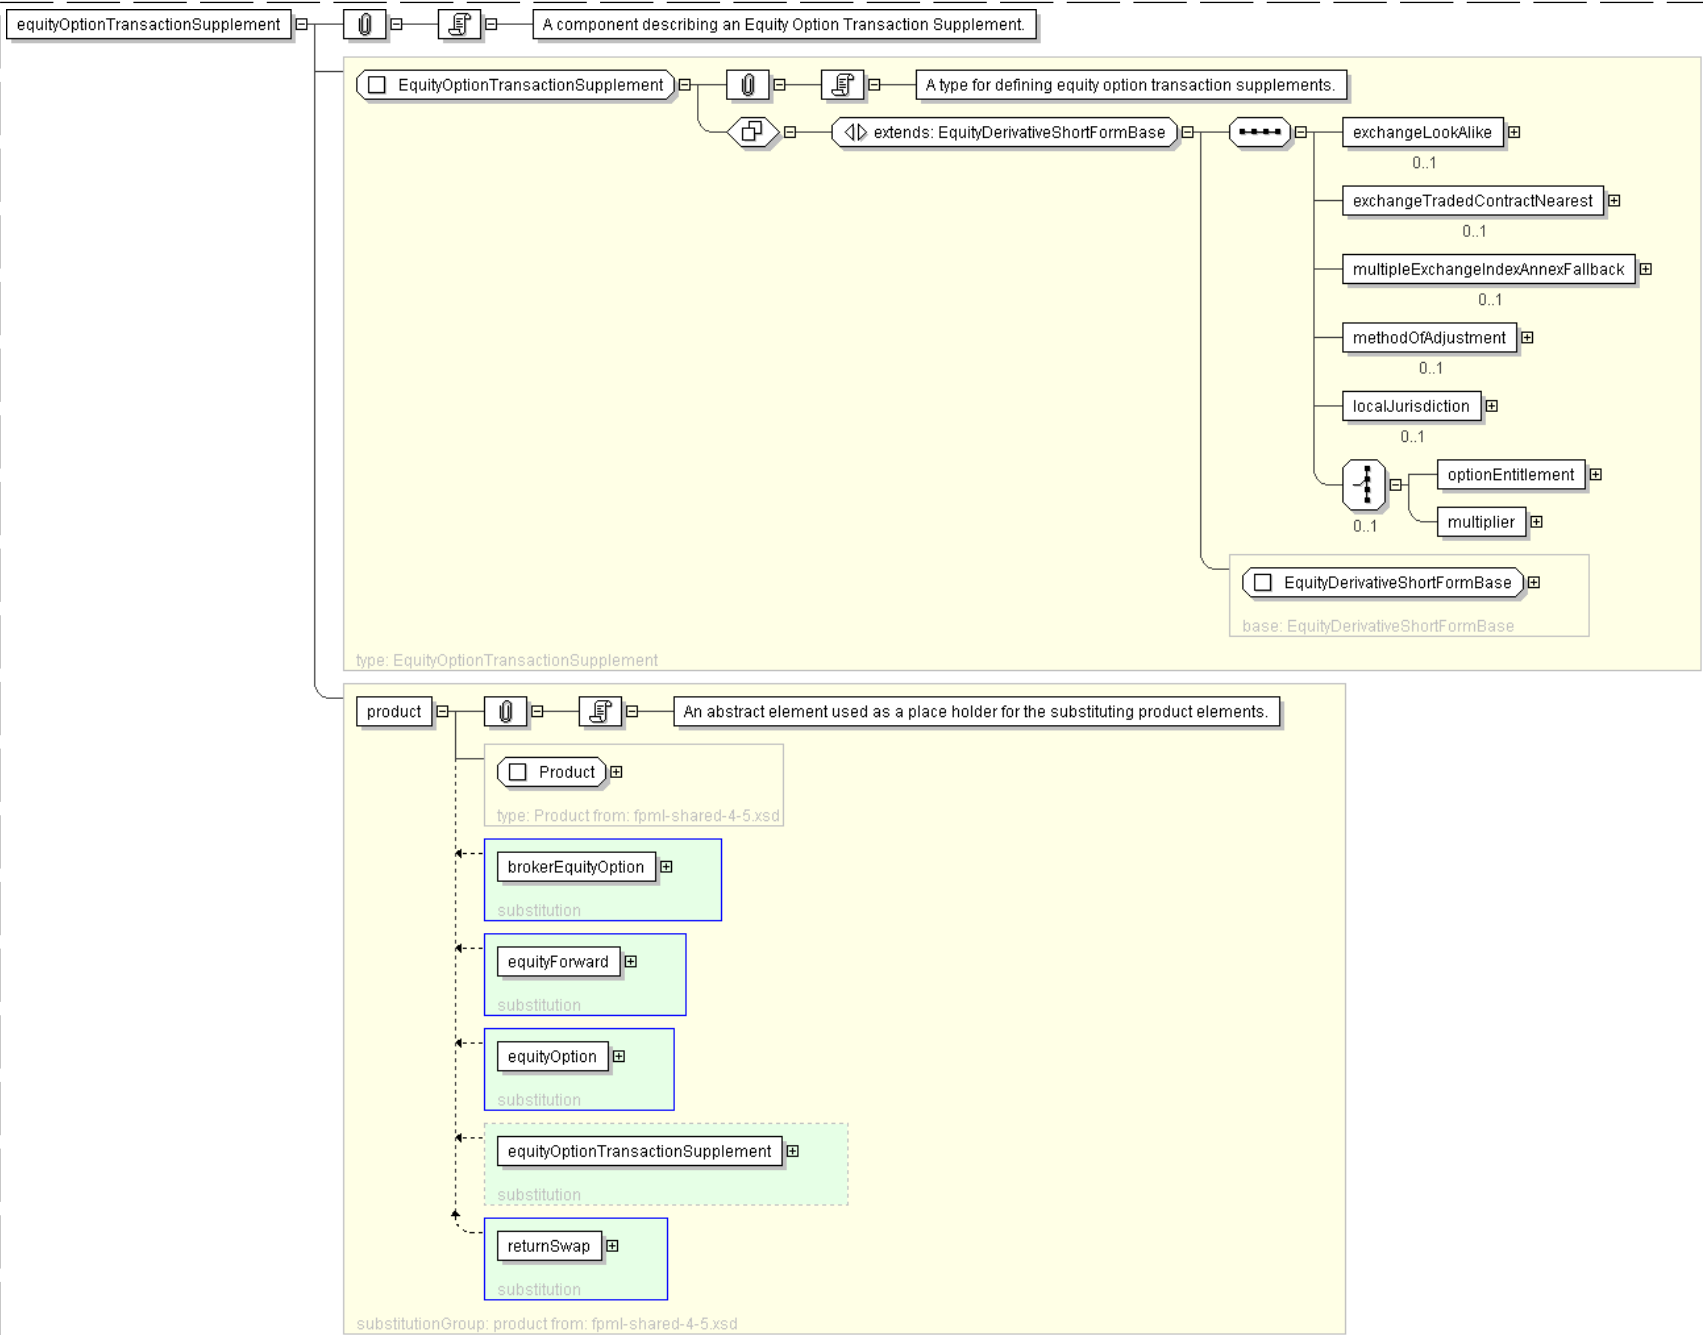 equityOptionTransactionSupplement
A component describing an Equity Option Transaction Supplement.
EquityOptionTransactionSupplement
A type for defining equity option transaction supplements.
extends: EquityDerivativeShortFormBase
exchangeLookAlike
0..1
exchangeTradedContractNearest
0..1
multipleExchangeIndexAnnexFallback
0..1
methodOfAdjustment
0..1
localJurisdiction
0..1
optionEntitlement
multiplier
0..1
EquityDerivativeShortFormBase
base: EquityDerivativeShortFormBase
type: EquityOptionTransactionSupplement
product
An abstract element used as a place holder for the substituting product elements.
Product
type: Product from: fpml-shared-4-5.xsd
brokerEquityOption
substitution
equityForward
substitution
equityOption
substitution
equityOptionTransactionSupplement
substitution
returnSwap
substitution
substitutionGroup: product from: fpml-shared-4-5.xsd